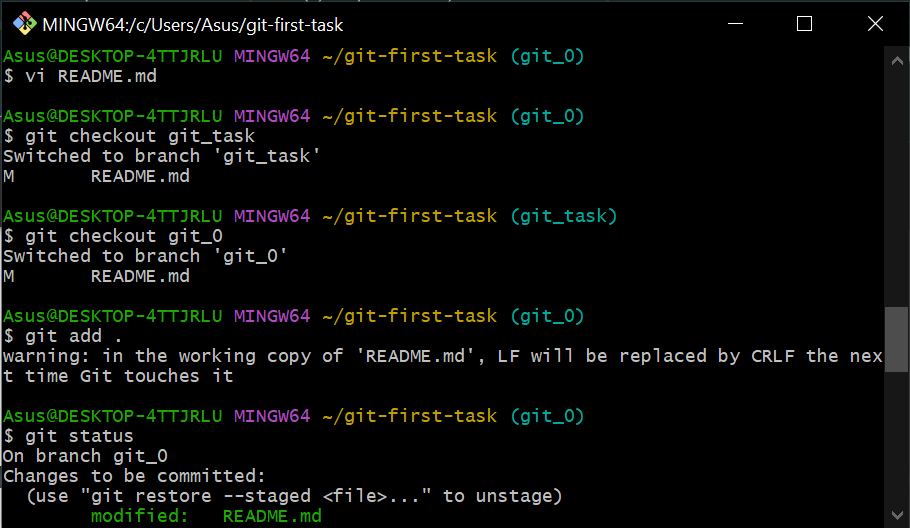 MINGW64:/c/Users/Asus/git-first-task
Asus@DESKTOP-4TTJRLU MINGW64 ~/git-first-task (git_0)
$ vi README.md
Asus@DESKTOP-4TTJRLU MINGW64 ~/git-first-task (git_0)
$ git checkout git_task
Switched to branch 'git_task'
M       README.md
Asus@DESKTOP-4TTJRLU MINGW64 ~/git-first-task (git_task)
$ git checkout git_0
Switched to branch 'git_0'
M       README.md
Asus@DESKTOP-4TTJRLU MINGW64 ~/git-first-task (git_0)
$ git add .
warning: in the working copy of 'README.md', LF will be replaced by CRLF the nex
t time Git touches it
Asus@DESKTOP-4TTJRLU MINGW64 ~/git-first-task (git_0)
$ git status
On branch git_0
Changes to be committed:
  (use "git restore --staged <file>..." to unstage)
        modified:   README.md